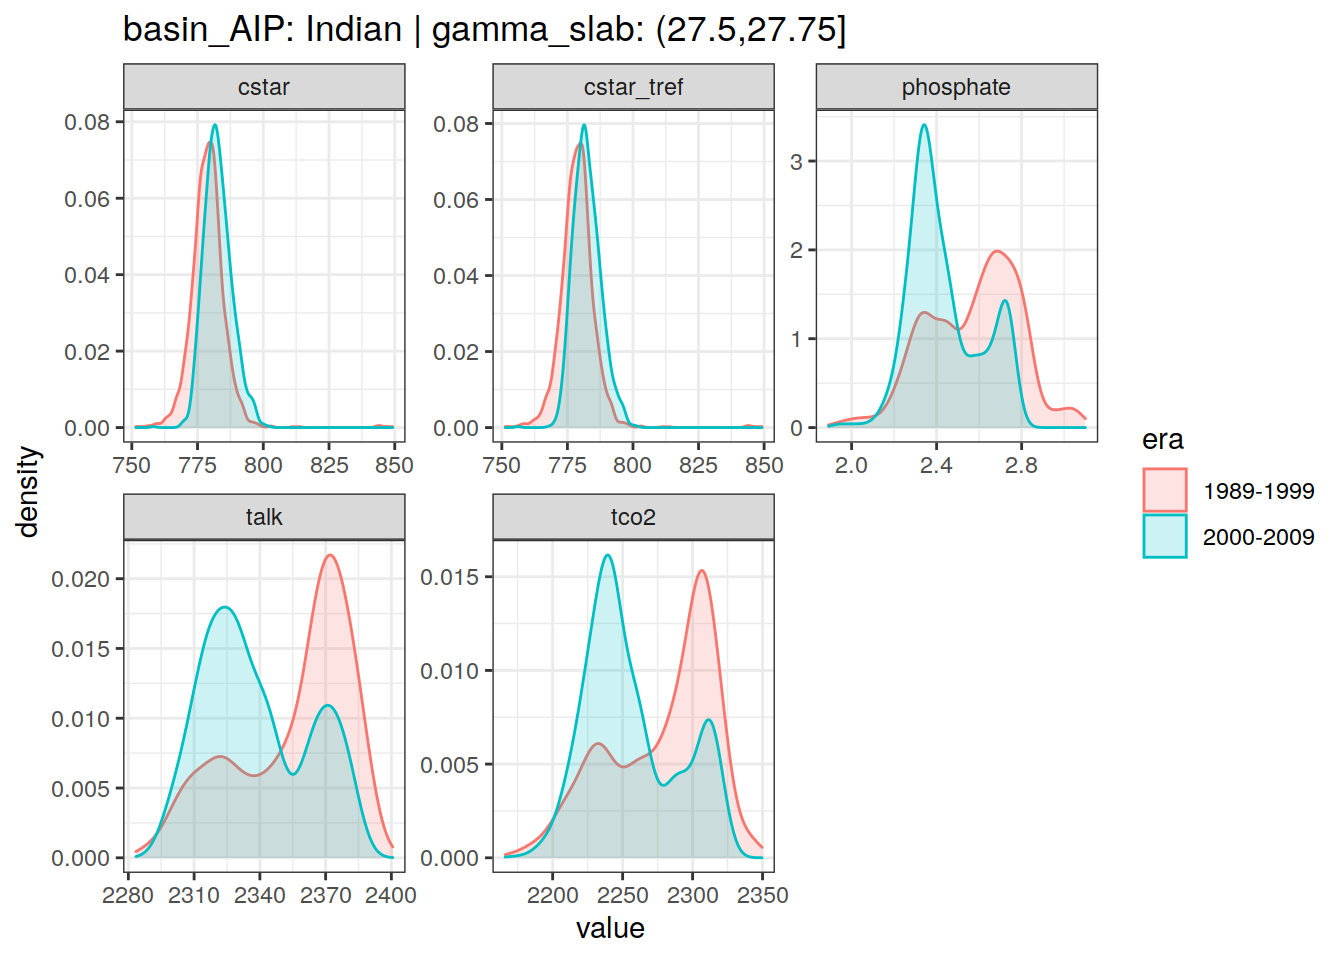 basin_AIP: Indian | gamma_slab: (27.5,27.75]
cstar
cstar_tref
phosphate
0.08
0.06
0.04
0.02
0.00
750 775 800 825 850
0.08
0.06
0.04
0.02
0.00
750 775 800 825 850
3
2
1
0
2.0 2.4 2.8
density
talk
tco2
0.020
0.015
0.010
0.005
0.000
2280 2310 2340 2370 2400
0.015
0.010
0.005
0.000
2200 2250 2300 2350
value
era
1989-1999
2000-2009